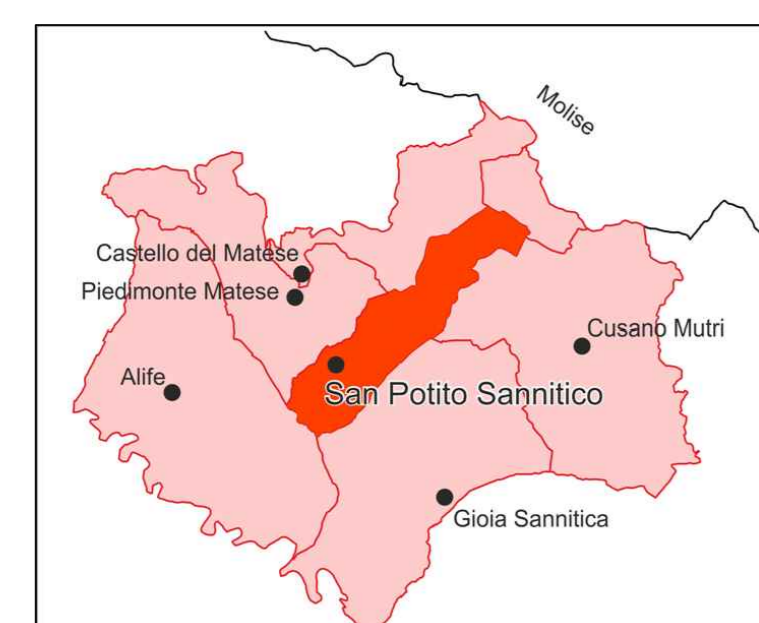 Molise
Castello del Matese
Piedimonte Matese
Cusano Mutri
Alife
San Potito Sannitico
Gioia Sannitica